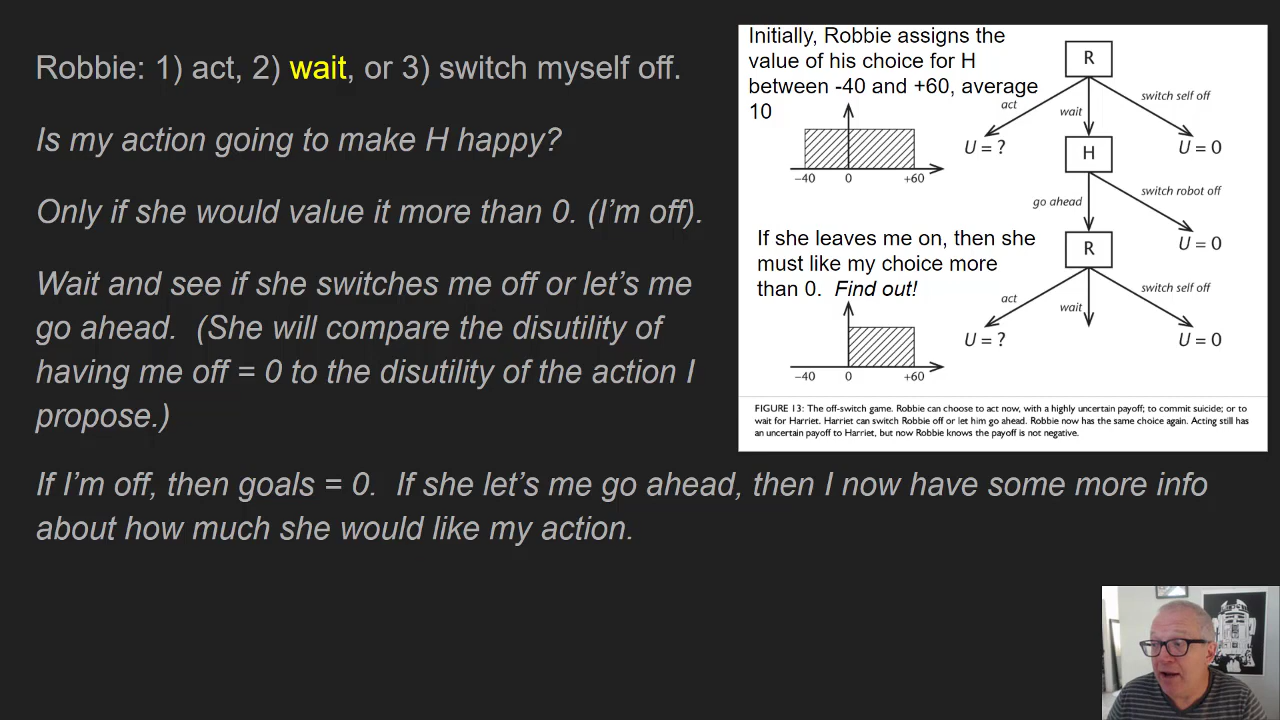 Robbie: 1) act, 2) wait, or 3) switch myself off.
Is my action going to make H happy?
Only if she would value it more than 0. (I'm off).
Wait and see if she switches me off or let's me
go ahead. (She will compare the disutility of
having me off = 0 to the disutility of the action I
propose.)
If I'm off, then goals = 0. If she let's me go ahead, then I now have some more info
about how much she would like my action.
Initially, Robbie assigns the
value of his choice for H
between -40 and +60, average
10
−40 0 +60
R
act
wait
switch self off
U = ?
H
U = 0
go ahead
switch robot off
U = 0
If she leaves me on, then she
must like my choice more
than 0. Find out!
−40 0 +60
R
act
wait
switch self off
U = ?
U = 0
FIGURE 13: The off-switch game. Robbie can choose to act now, with a highly uncertain payoff; to commit suicide; or to
wait for Harriet. Harriet can switch Robbie off or let him go ahead. Robbie now has the same choice again. Acting still has
an uncertain payoff to Harriet, but now Robbie knows the payoff is not negative.